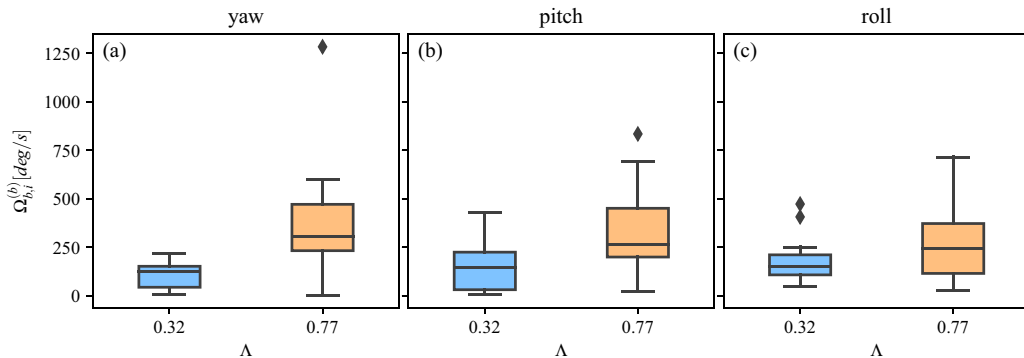 yaw pitch roll
(a) (b) (c)
1250
1000
750
500
250
0
Ω_{b,i}^{(b)} [deg/s]
0.32 0.77 0.32 0.77 0.32 0.77
Λ Λ Λ